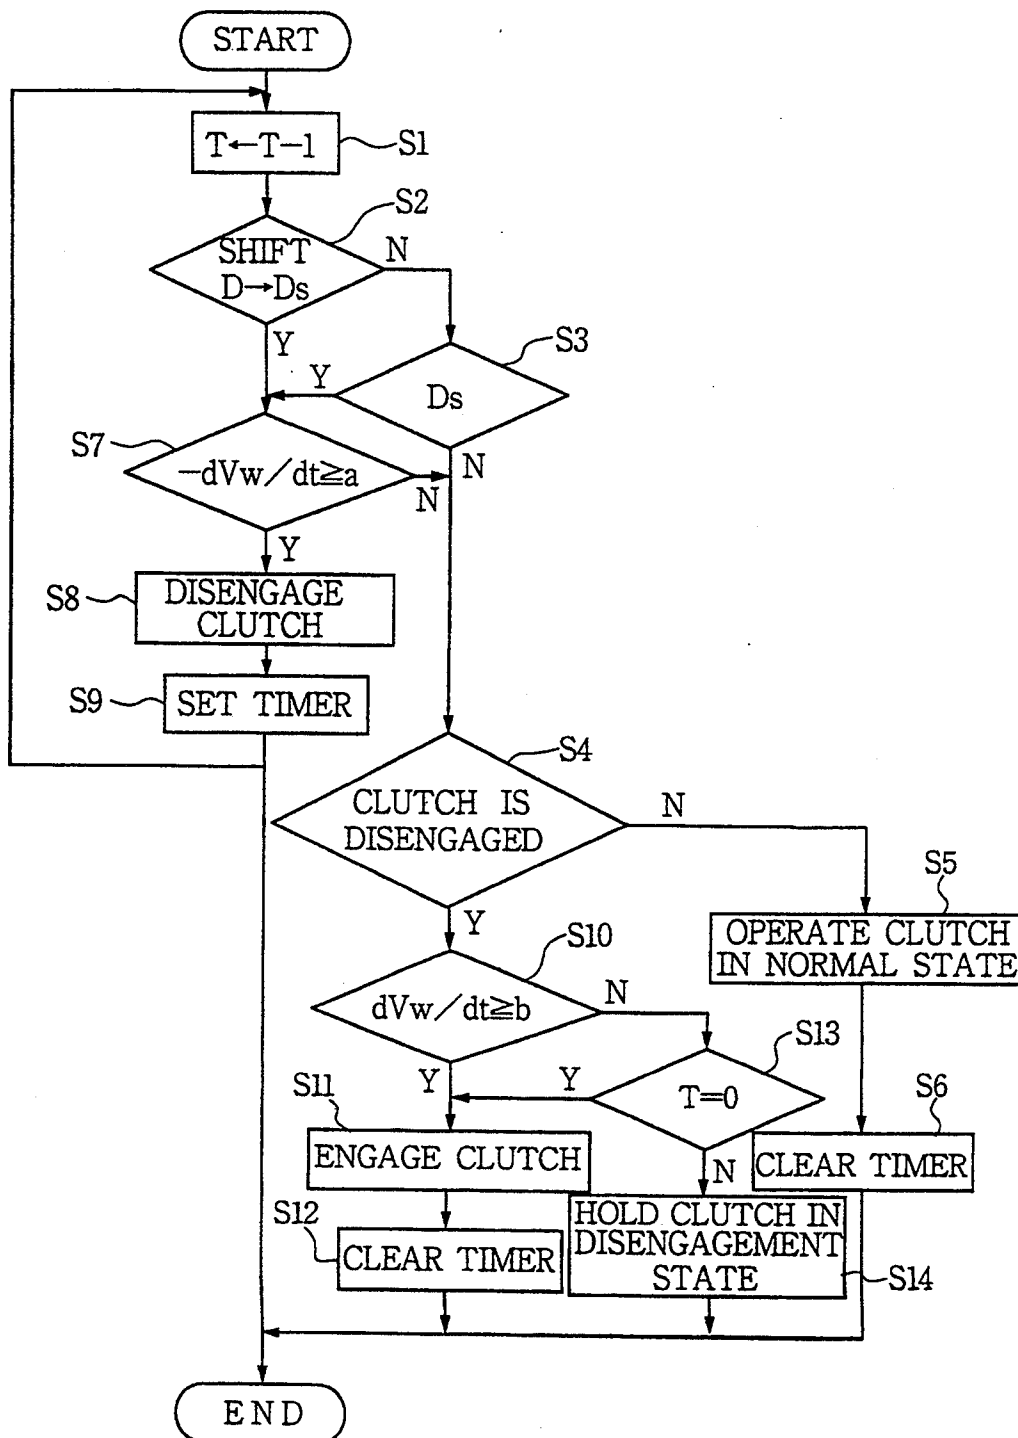 START
T←T−1
S1
S2
SHIFT
D→Ds
N
Y
S3
Y
Ds
S7
−dVw/dt≧a
N
N
Y
S8
DISENGAGE
CLUTCH
S9
SET TIMER
S4
CLUTCH IS
DISENGAGED
N
Y
S5
OPERATE CLUTCH
IN NORMAL STATE
S10
dVw/dt≧b
N
S13
Y
Y
T=0
S11
S6
ENGAGE CLUTCH
N
CLEAR TIMER
S12
CLEAR TIMER
HOLD CLUTCH IN
DISENGAGEMENT
STATE
S14
END